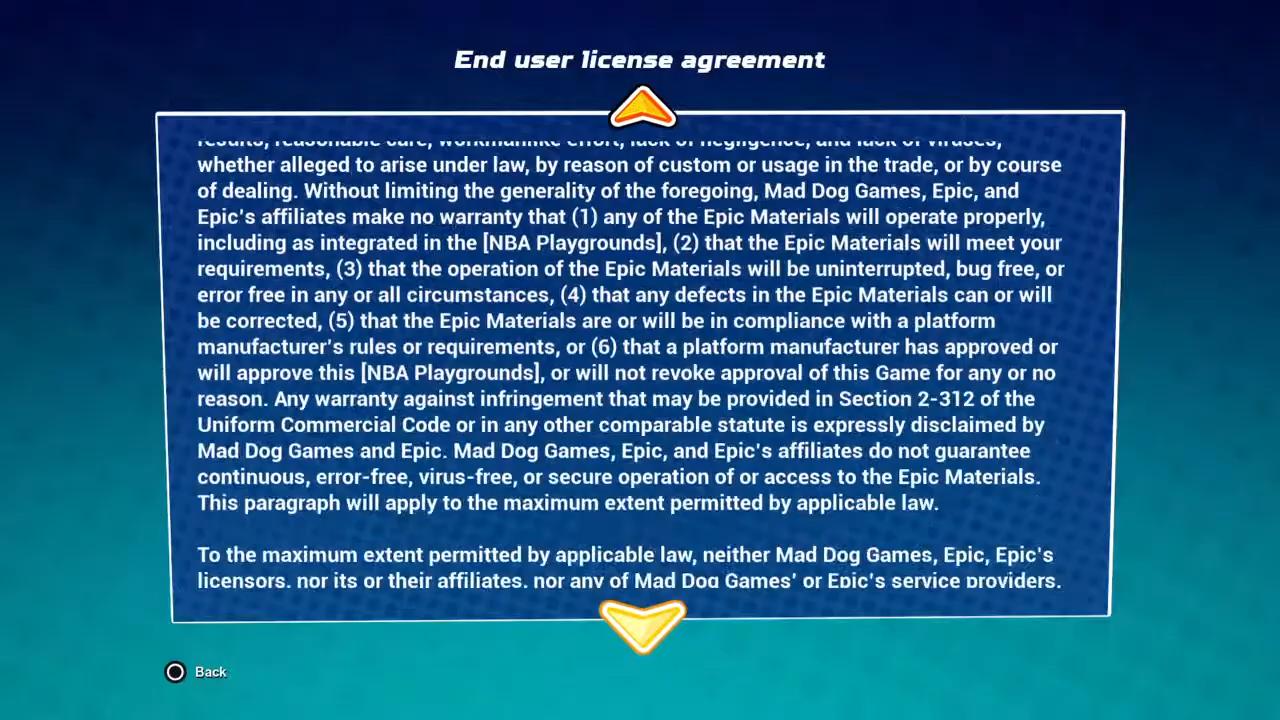 End user license agreement
results, reasonable care, workmanlike effort, lack of negligence, and lack of viruses,
whether alleged to arise under law, by reason of custom or usage in the trade, or by course
of dealing. Without limiting the generality of the foregoing, Mad Dog Games, Epic, and
Epic's affiliates make no warranty that (1) any of the Epic Materials will operate properly,
including as integrated in the [NBA Playgrounds], (2) that the Epic Materials will meet your
requirements, (3) that the operation of the Epic Materials will be uninterrupted, bug free, or
error free in any or all circumstances, (4) that any defects in the Epic Materials can or will
be corrected, (5) that the Epic Materials are or will be in compliance with a platform
manufacturer's rules or requirements, or (6) that a platform manufacturer has approved or
will approve this [NBA Playgrounds], or will not revoke approval of this Game for any or no
reason. Any warranty against infringement that may be provided in Section 2-312 of the
Uniform Commercial Code or in any other comparable statute is expressly disclaimed by
Mad Dog Games and Epic. Mad Dog Games, Epic, and Epic's affiliates do not guarantee
continuous, error-free, virus-free, or secure operation of or access to the Epic Materials.
This paragraph will apply to the maximum extent permitted by applicable law.
To the maximum extent permitted by applicable law, neither Mad Dog Games, Epic, Epic's
licensors, nor its or their affiliates, nor any of Mad Dog Games' or Epic's service providers,
Back